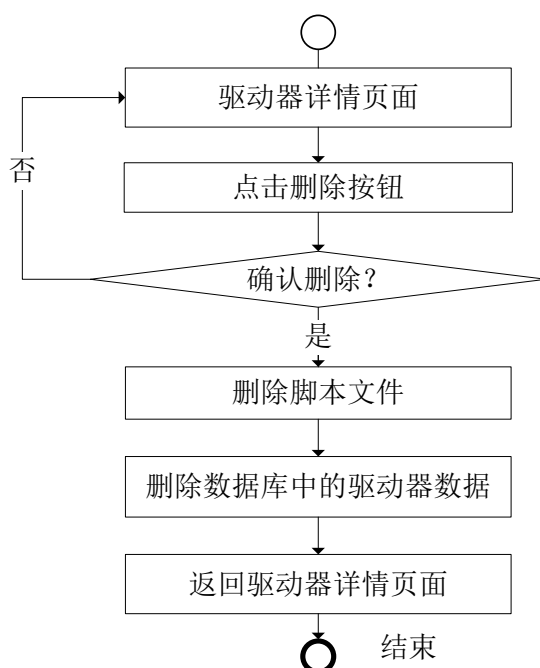 驱动器详情页面
否
点击删除按钮
确认删除？
是
删除脚本文件
删除数据库中的驱动器数据
返回驱动器详情页面
结束